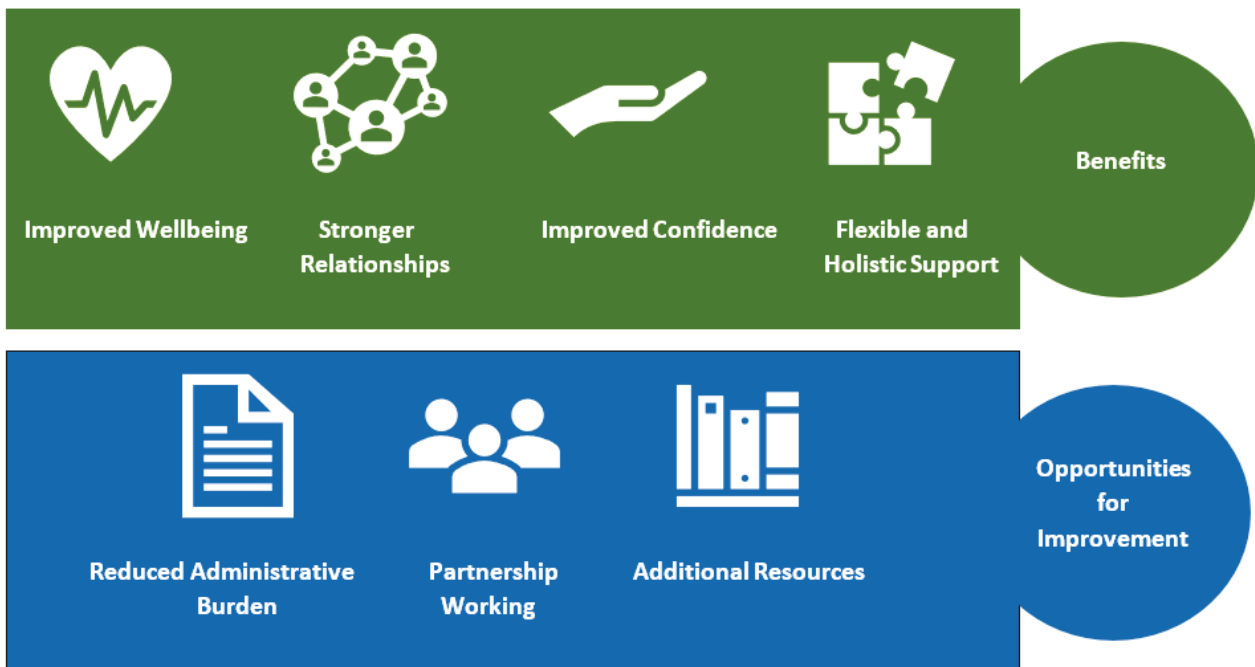 Improved Wellbeing
Stronger
Relationships
Improved Confidence
Flexible and
Holistic Support
Benefits
Reduced Administrative
Burden
Partnership
Working
Additional Resources
Opportunities
for
Improvement